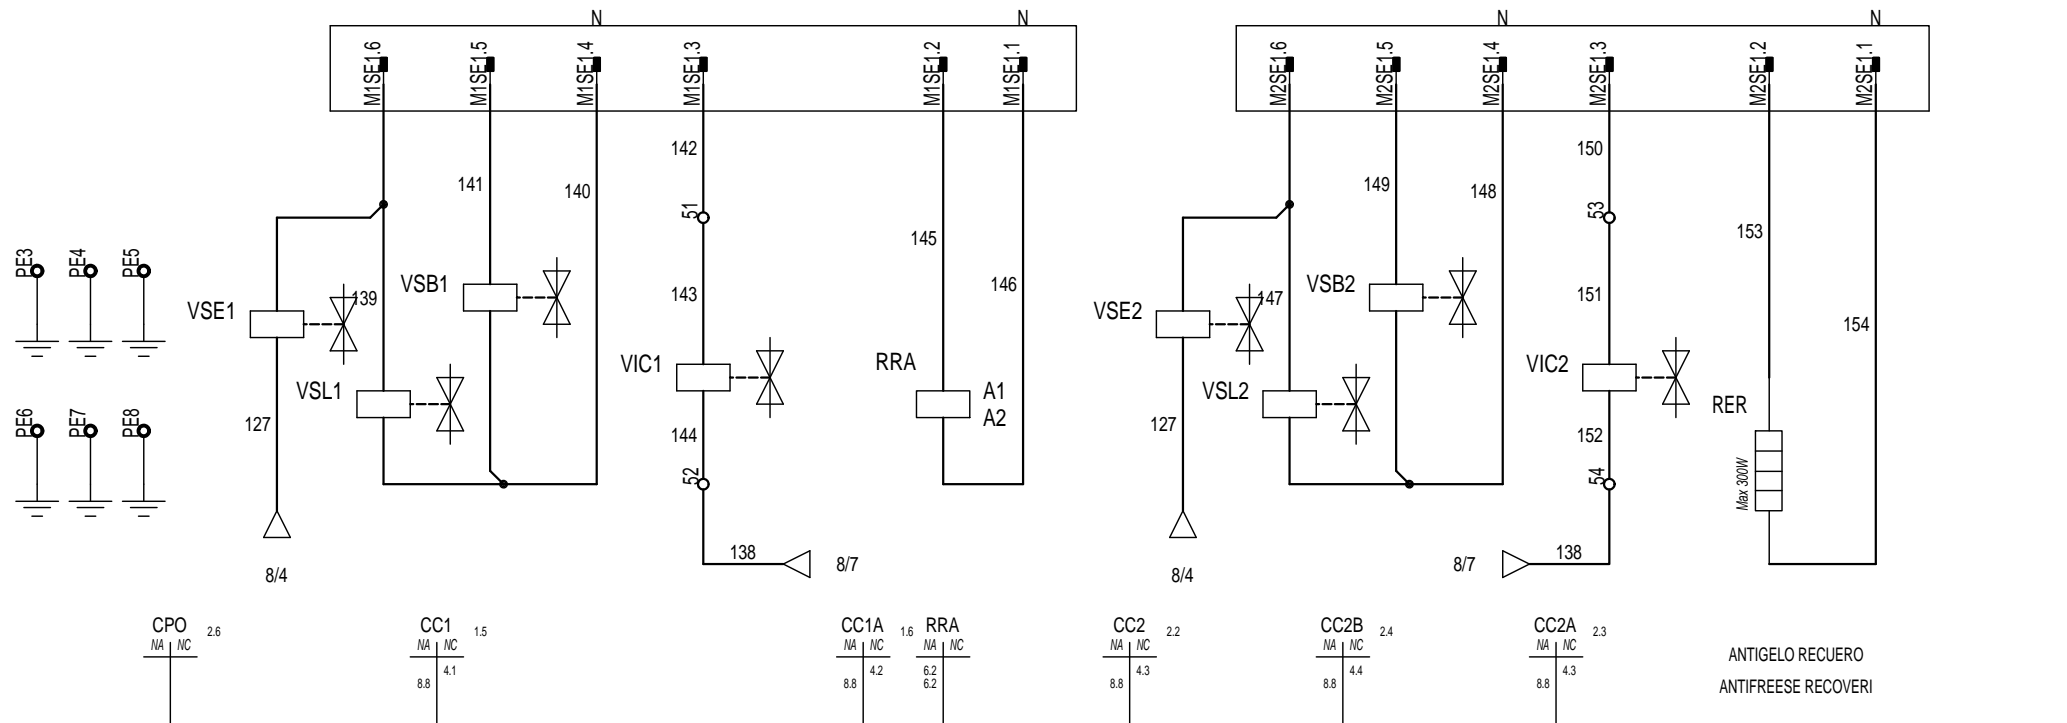 N
N
N
N
M1SE1.6
M1SE1.5
M1SE1.4
M1SE1.3
M1SE1.2
M1SE1.1
M2SE1.6
M2SE1.5
M2SE1.4
M2SE1.3
M2SE1.2
M2SE1.1
142
150
141
140
149
148
51
53
145
153
PE3
PE4
PE5
VSE1
139
VSB1
143
146
VSE2
147
VSB2
151
154
VSL1
VIC1
RRA
A1
A2
VSL2
VIC2
RER
PE6
PE7
PE8
127
144
127
152
52
54
Max 300W
138
8/7
8/7
138
8/4
8/4
CPO 2.6
NA NC
CC1 1.5
NA NC
4.1
8.8
CC1A 1.6
NA NC
4.2
8.8
RRA
NA NC
6.2
6.2
CC2 2.2
NA NC
4.3
8.8
CC2B 2.4
NA NC
4.4
8.8
CC2A 2.3
NA NC
4.3
8.8
ANTIGELO RECUERO
ANTIFREESE RECOVERI